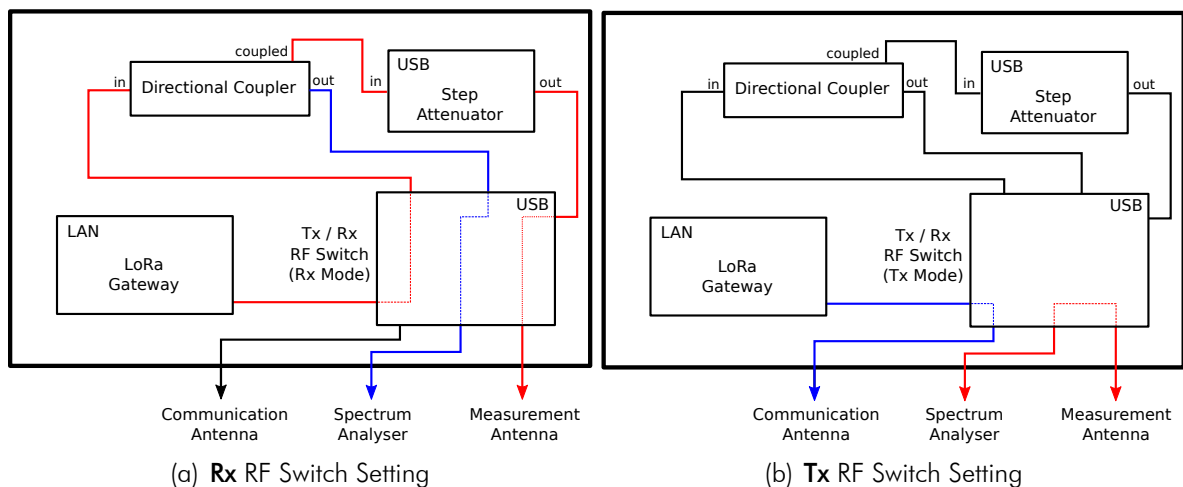 coupled
USB
in
Directional Coupler
out
in
Step
Attenuator
out
USB
LAN
Tx / Rx
RF Switch
(Rx Mode)
LoRa
Gateway
Communication
Antenna
Spectrum
Analyser
Measurement
Antenna
(a) Rx RF Switch Setting
coupled
USB
in
Directional Coupler
out
in
Step
Attenuator
out
USB
LAN
Tx / Rx
RF Switch
(Tx Mode)
LoRa
Gateway
Communication
Antenna
Spectrum
Analyser
Measurement
Antenna
(b) Tx RF Switch Setting